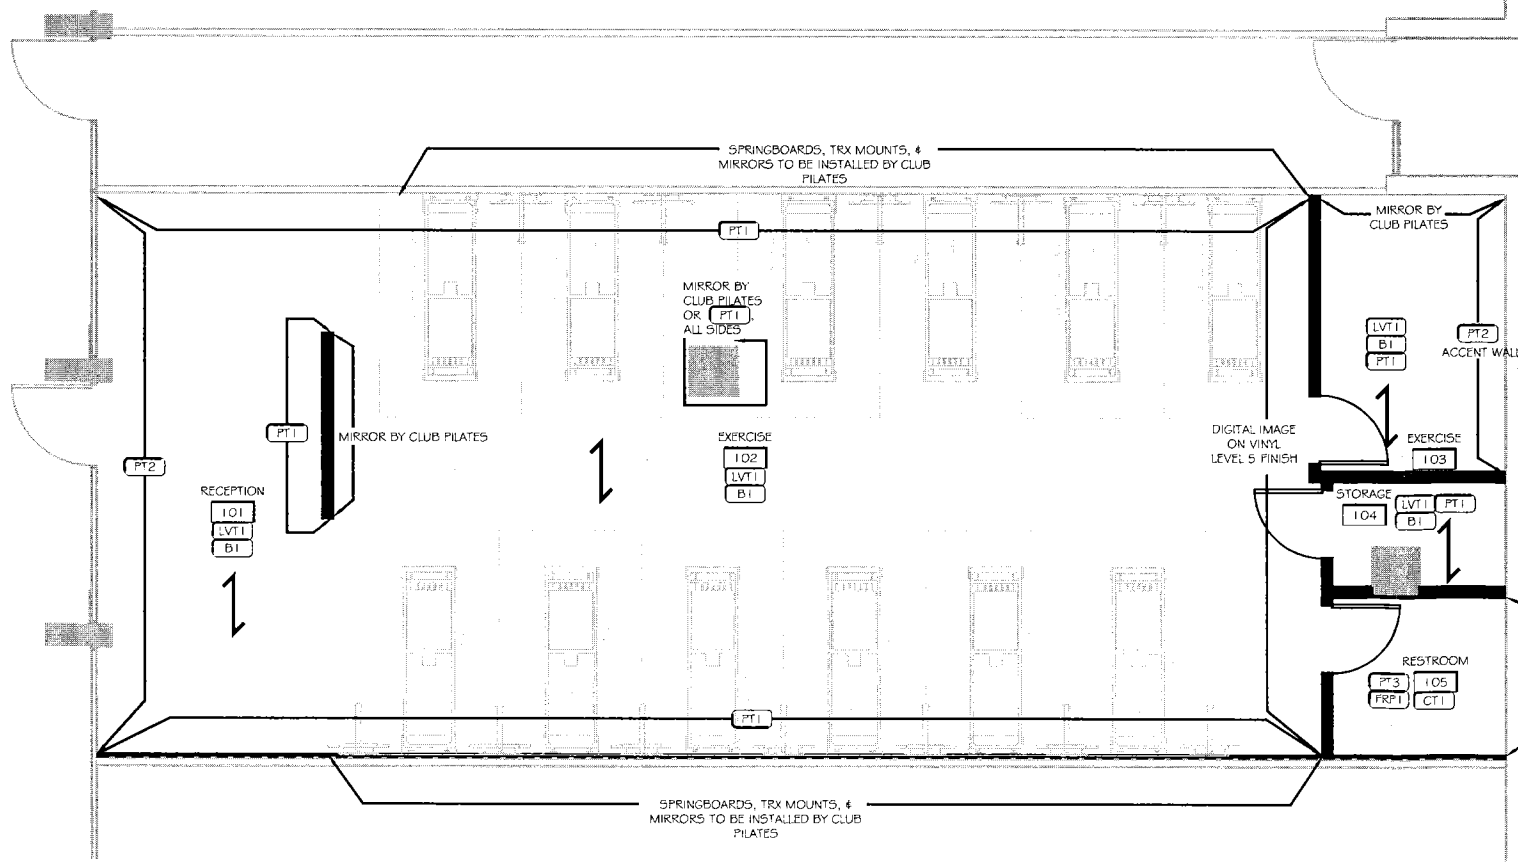 SPRINGBOARDS, TRX MOUNTS, &
MIRRORS TO BE INSTALLED BY CLUB
PILATES
MIRROR BY
CLUB PILATES
PT1
MIRROR BY
CLUB PILATES
OR PT1,
ALL SIDES
LVT1
B1
PT1
PT2
ACCENT WALL
PT1
MIRROR BY CLUB PILATES
PT2
EXERCISE
102
LVT1
B1
DIGITAL IMAGE
ON VINYL
LEVEL 5 FINISH
EXERCISE
103
RECEPTION
101
LVT1
B1
STORAGE
104
LVT1 PT1
B1
RESTROOM
PT3 105
FRP1 CT1
PT1
SPRINGBOARDS, TRX MOUNTS, &
MIRRORS TO BE INSTALLED BY CLUB
PILATES